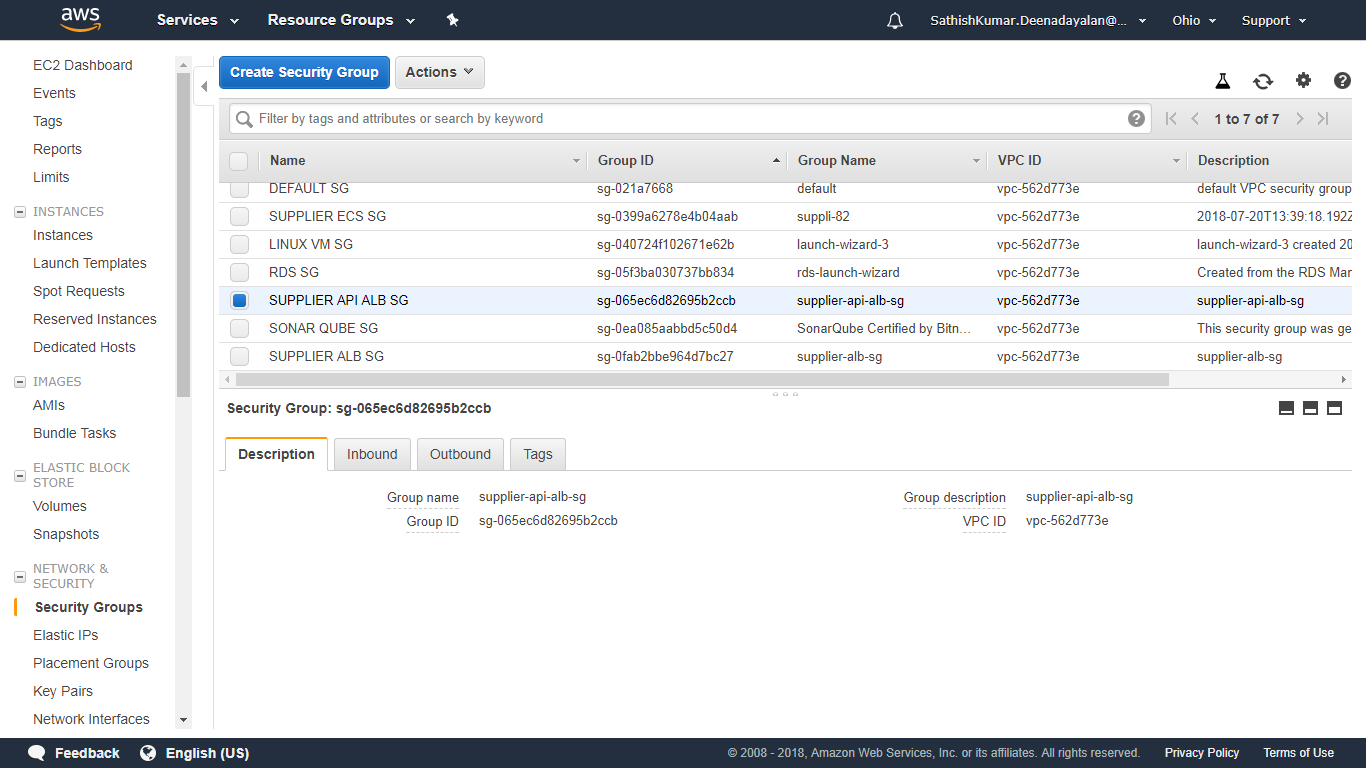 aws Services Resource Groups SathishKumar.Deenadayalan@... Ohio Support
EC2 Dashboard
Events
Tags
Reports
Limits
INSTANCES
Instances
Launch Templates
Spot Requests
Reserved Instances
Dedicated Hosts
IMAGES
AMIs
Bundle Tasks
ELASTIC BLOCK
STORE
Volumes
Snapshots
NETWORK &
SECURITY
Security Groups
Elastic IPs
Placement Groups
Key Pairs
Network Interfaces
Create Security Group Actions
Filter by tags and attributes or search by keyword 1 to 7 of 7
Name Group ID Group Name VPC ID Description
DEFAULT SG sg-021a7668 default vpc-562d773e default VPC security group
SUPPLIER ECS SG sg-0399a6278e4b04aab suppli-82 vpc-562d773e 2018-07-20T13:39:18.192Z
LINUX VM SG sg-040724f102671e62b launch-wizard-3 vpc-562d773e launch-wizard-3 created 20
RDS SG sg-05f3ba030737bb834 rds-launch-wizard vpc-562d773e Created from the RDS Man
SUPPLIER API ALB SG sg-065ec6d82695b2ccb supplier-api-alb-sg vpc-562d773e supplier-api-alb-sg
SONAR QUBE SG sg-0ea085aabbd5c50d4 SonarQube Certified by Bitn... vpc-562d773e This security group was ge
SUPPLIER ALB SG sg-0fab2bbe964d7bc27 supplier-alb-sg vpc-562d773e supplier-alb-sg
Security Group: sg-065ec6d82695b2ccb
Description Inbound Outbound Tags
Group name supplier-api-alb-sg Group description supplier-api-alb-sg
Group ID sg-065ec6d82695b2ccb VPC ID vpc-562d773e
Feedback English (US) © 2008 - 2018, Amazon Web Services, Inc. or its affiliates. All rights reserved. Privacy Policy Terms of Use